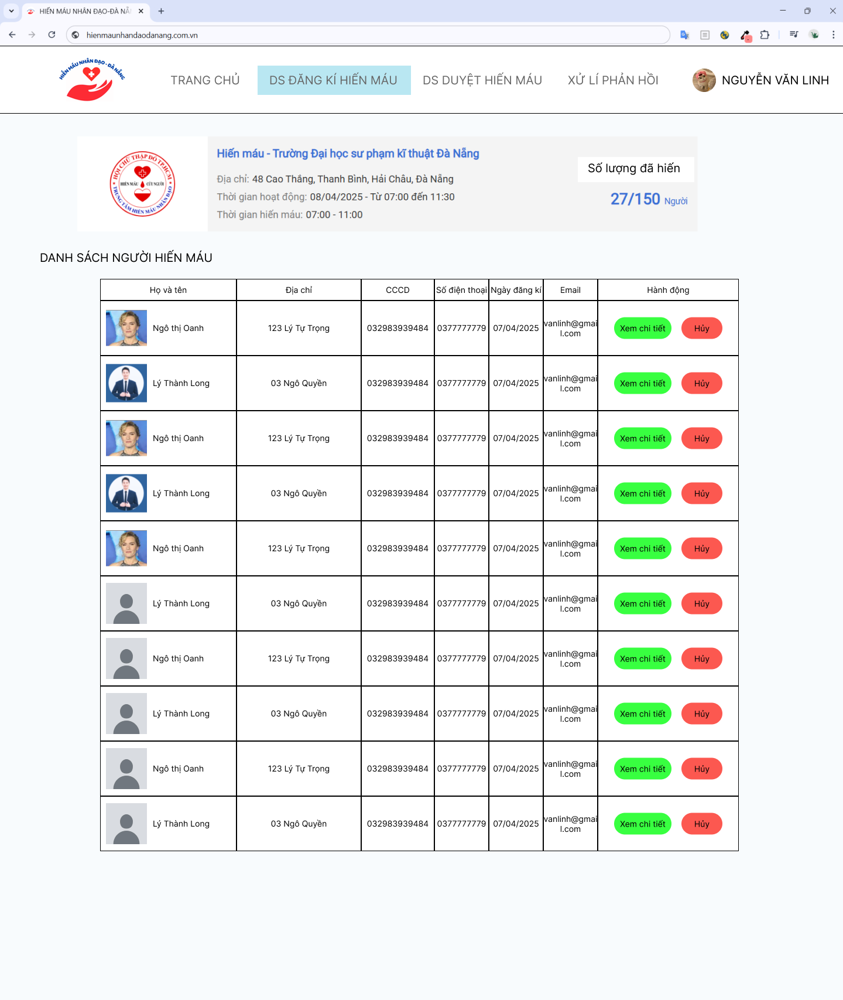 HIẾN MÁU NHÂN ĐẠO-ĐÀ NẴ
hienmaunhandaodanang.com.vn
HIẾN MÁU NHÂN ĐẠO - ĐÀ NẴNG
TRANG CHỦ
DS ĐĂNG KÍ HIẾN MÁU
DS DUYỆT HIẾN MÁU
XỬ LÍ PHẢN HỒI
NGUYỄN VĂN LINH
HỘI CHỮ THẬP ĐỎ TP.HCM
HIẾN MÁU CỨU NGƯỜI
TRUNG TÂM HIẾN MÁU NHÂN ĐẠO
Hiến máu - Trường Đại học sư phạm kĩ thuật Đà Nẵng
Địa chỉ: 48 Cao Thắng, Thanh Bình, Hải Châu, Đà Nẵng
Thời gian hoạt động: 08/04/2025 - Từ 07:00 đến 11:30
Thời gian hiến máu: 07:00 - 11:00
Số lượng đã hiến
27/150 Người
DANH SÁCH NGƯỜI HIẾN MÁU
Họ và tên Địa chỉ CCCD Số điện thoại Ngày đăng kí Email Hành động
Ngô thị Oanh 123 Lý Tự Trọng 032983939484 0377777779 07/04/2025 vanlinh@gmai
l.com Xem chi tiết Hủy
Lý Thành Long 03 Ngô Quyền 032983939484 0377777779 07/04/2025 vanlinh@gmai
l.com Xem chi tiết Hủy
Ngô thị Oanh 123 Lý Tự Trọng 032983939484 0377777779 07/04/2025 vanlinh@gmai
l.com Xem chi tiết Hủy
Lý Thành Long 03 Ngô Quyền 032983939484 0377777779 07/04/2025 vanlinh@gmai
l.com Xem chi tiết Hủy
Ngô thị Oanh 123 Lý Tự Trọng 032983939484 0377777779 07/04/2025 vanlinh@gmai
l.com Xem chi tiết Hủy
Lý Thành Long 03 Ngô Quyền 032983939484 0377777779 07/04/2025 vanlinh@gmai
l.com Xem chi tiết Hủy
Ngô thị Oanh 123 Lý Tự Trọng 032983939484 0377777779 07/04/2025 vanlinh@gmai
l.com Xem chi tiết Hủy
Lý Thành Long 03 Ngô Quyền 032983939484 0377777779 07/04/2025 vanlinh@gmai
l.com Xem chi tiết Hủy
Ngô thị Oanh 123 Lý Tự Trọng 032983939484 0377777779 07/04/2025 vanlinh@gmai
l.com Xem chi tiết Hủy
Lý Thành Long 03 Ngô Quyền 032983939484 0377777779 07/04/2025 vanlinh@gmai
l.com Xem chi tiết Hủy